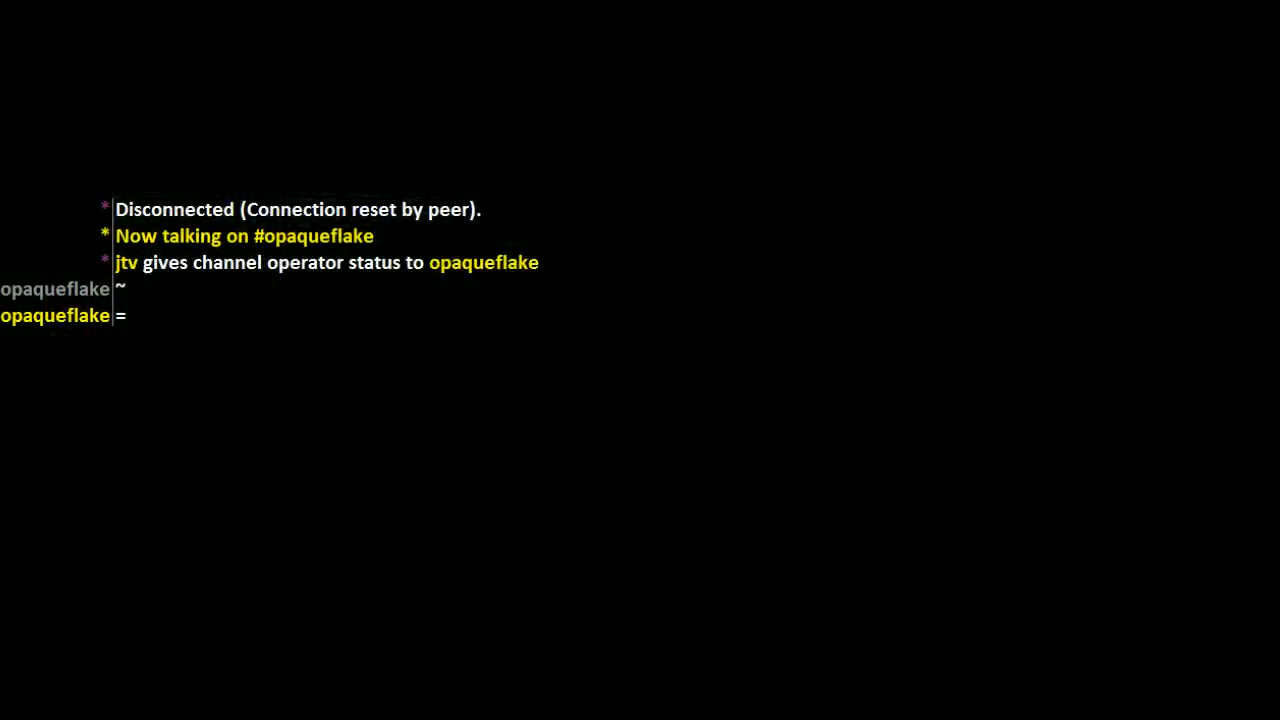 * Disconnected (Connection reset by peer).
* Now talking on #opaqueflake
* jtv gives channel operator status to opaqueflake
opaqueflake ~
opaqueflake =